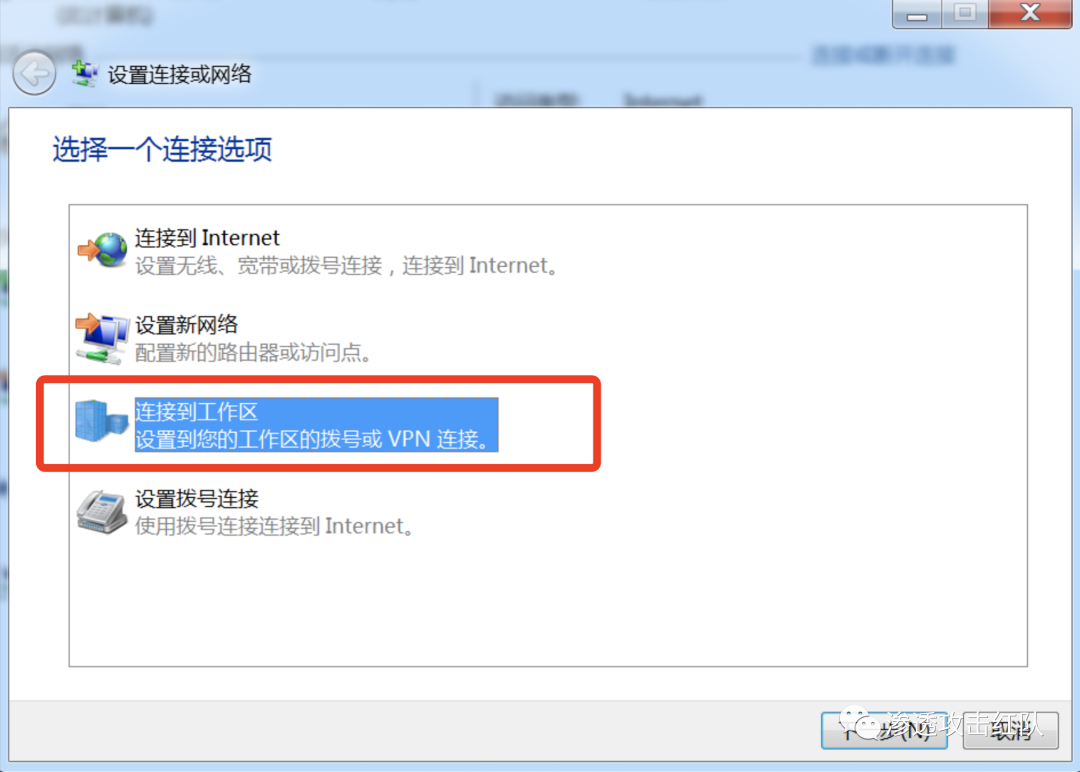 设置连接或网络
选择一个连接选项
连接到 Internet
设置无线、宽带或拨号连接，连接到 Internet。
设置新网络
配置新的路由器或访问点。
连接到工作区
设置到您的工作区的拨号或 VPN 连接。
设置拨号连接
使用拨号连接连接到 Internet。
下一步(N)
取消
渗透攻击红队